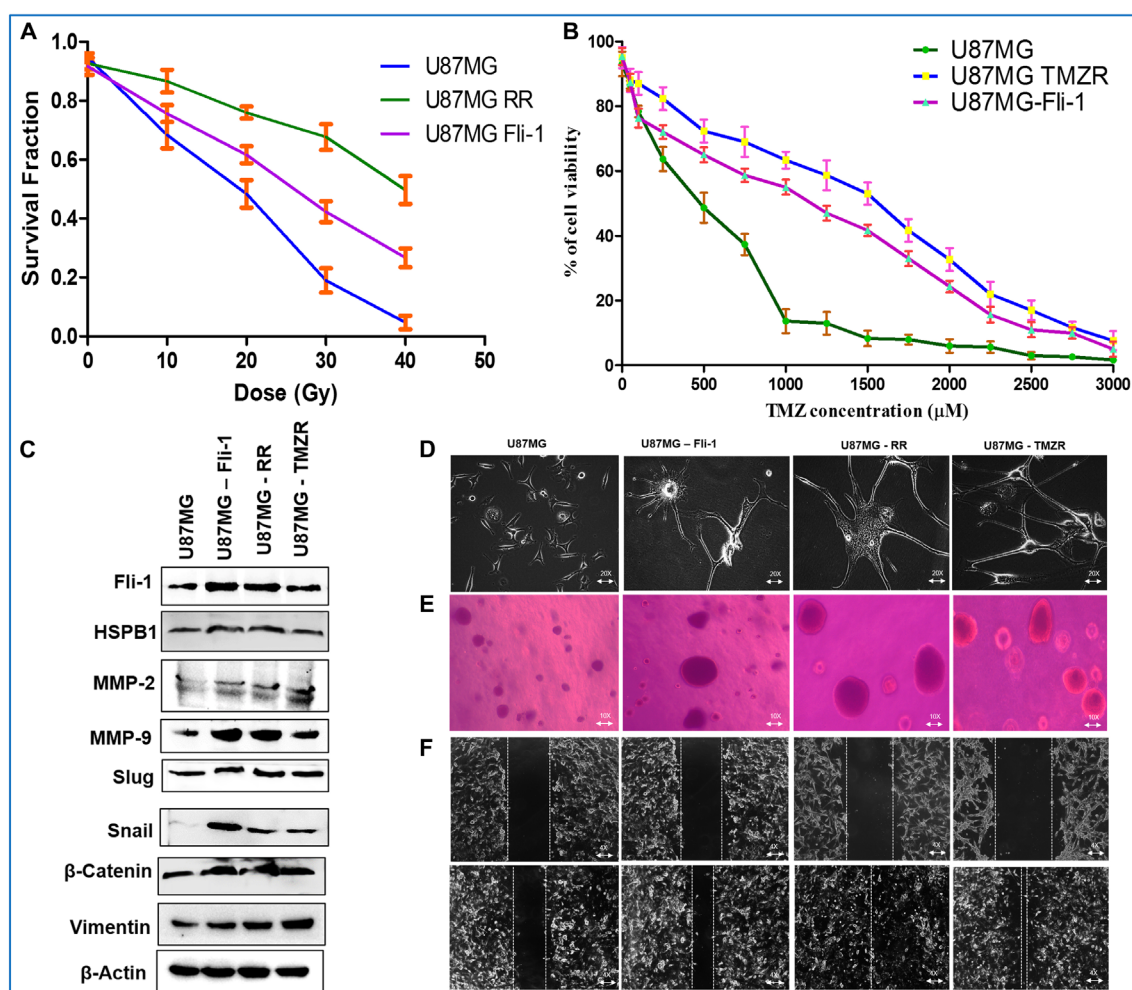 A
1.0
0.8
0.6
0.4
0.2
0.0
Survival Fraction
0
10
20
30
40
50
Dose (Gy)
U87MG
U87MG RR
U87MG Fli-1
B
100
80
60
40
20
0
% of cell viability
0
500
1000
1500
2000
2500
3000
TMZ concentration (μM)
U87MG
U87MG TMZR
U87MG-Fli-1
C
U87MG
U87MG – Fli-1
U87MG - RR
U87MG - TMZR
Fli-1
HSPB1
MMP-2
MMP-9
Slug
Snail
β-Catenin
Vimentin
β-Actin
D
U87MG
U87MG – Fli-1
U87MG - RR
U87MG - TMZR
20X
20X
20X
20X
E
10X
10X
10X
10X
F
4X
4X
4X
4X
4X
4X
4X
4X